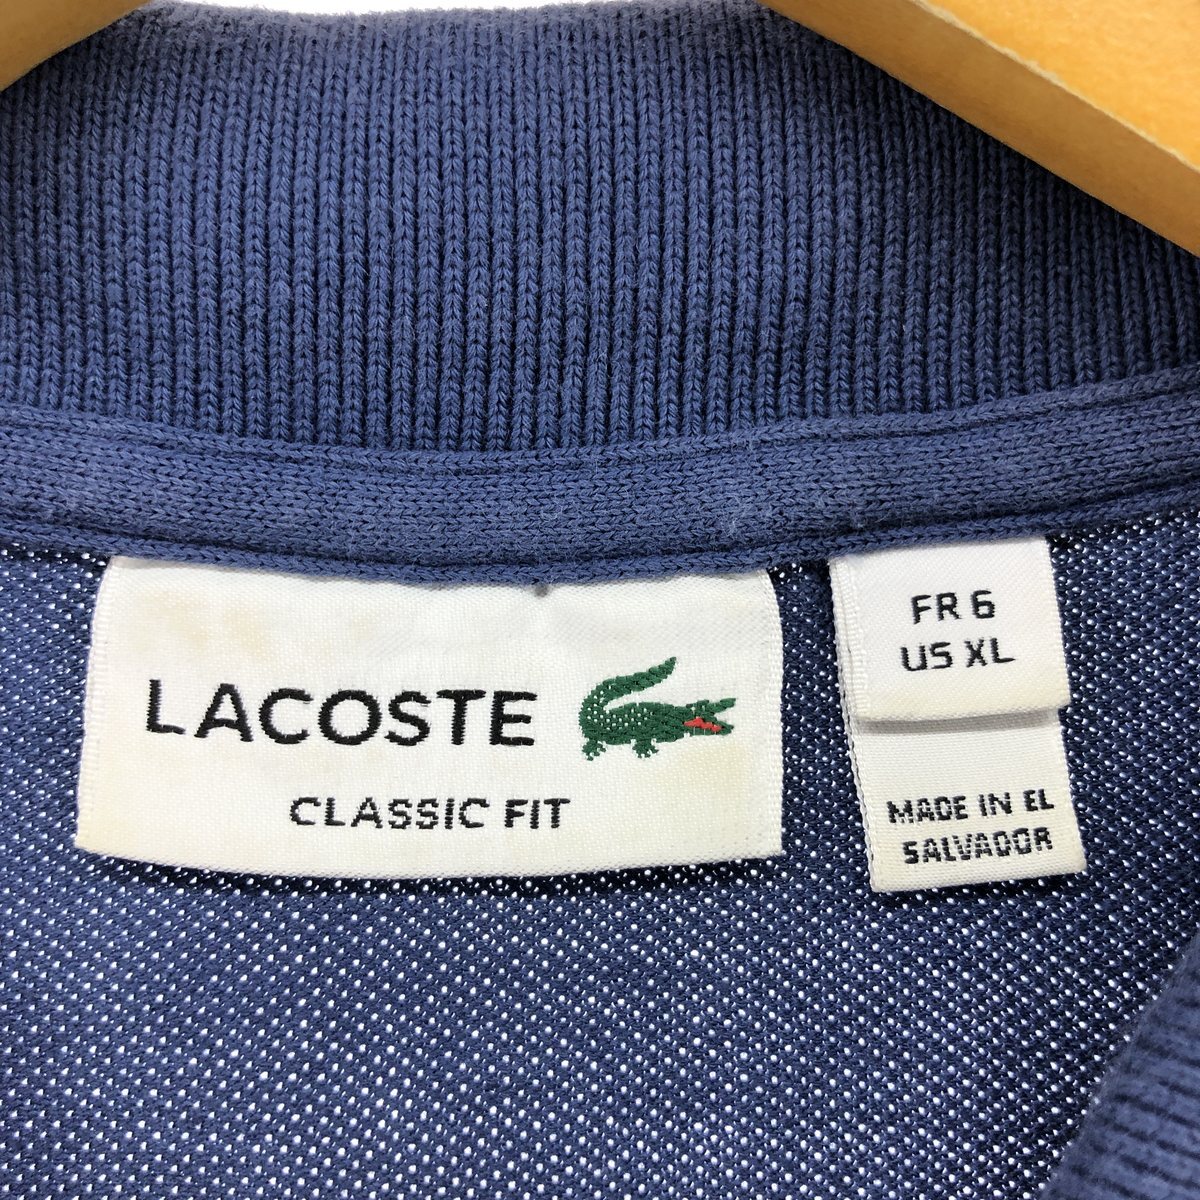 LACOSTE
CLASSIC FIT
FR 6
US XL
MADE IN EL
SALVADOR